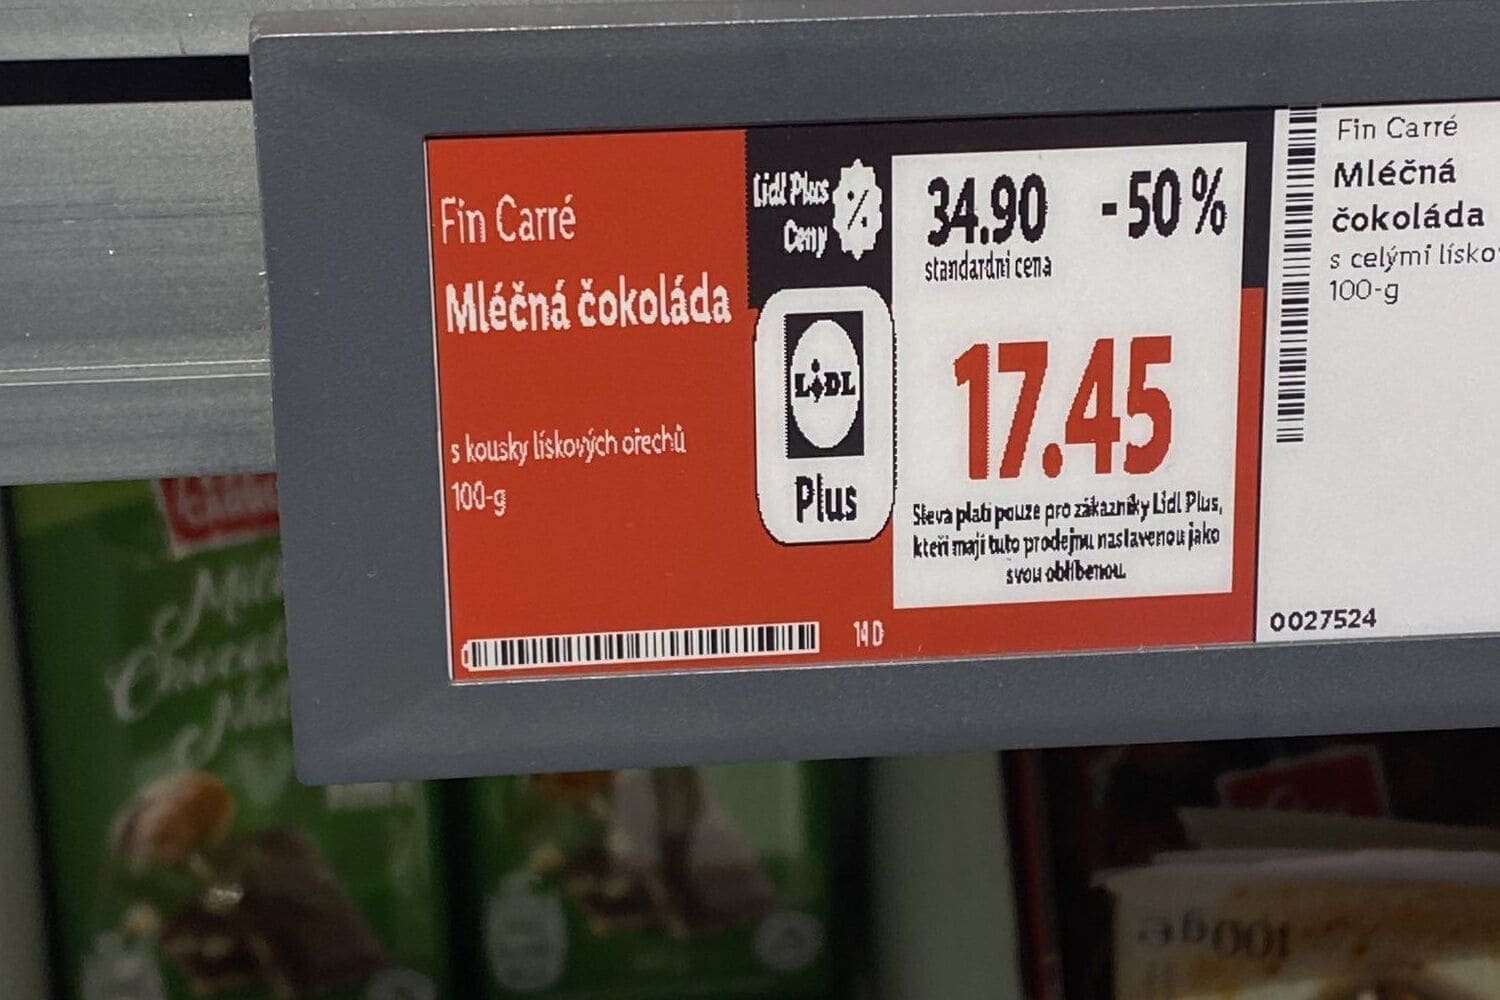 Fin Carré
Mléčná čokoláda
s kousky lískových ořechů
100-g
14 D
Lidl Plus
Ceny
%
LIDL
Plus
34.90 -50 %
standardní cena
17.45
Sleva platí pouze pro zákazníky Lidl Plus,
kteří mají tuto prodejnu nastavenou jako
svou oblíbenou.
Fin Carré
Mléčná
čokoláda
s celými
100-g
0027524
Milk
100g e